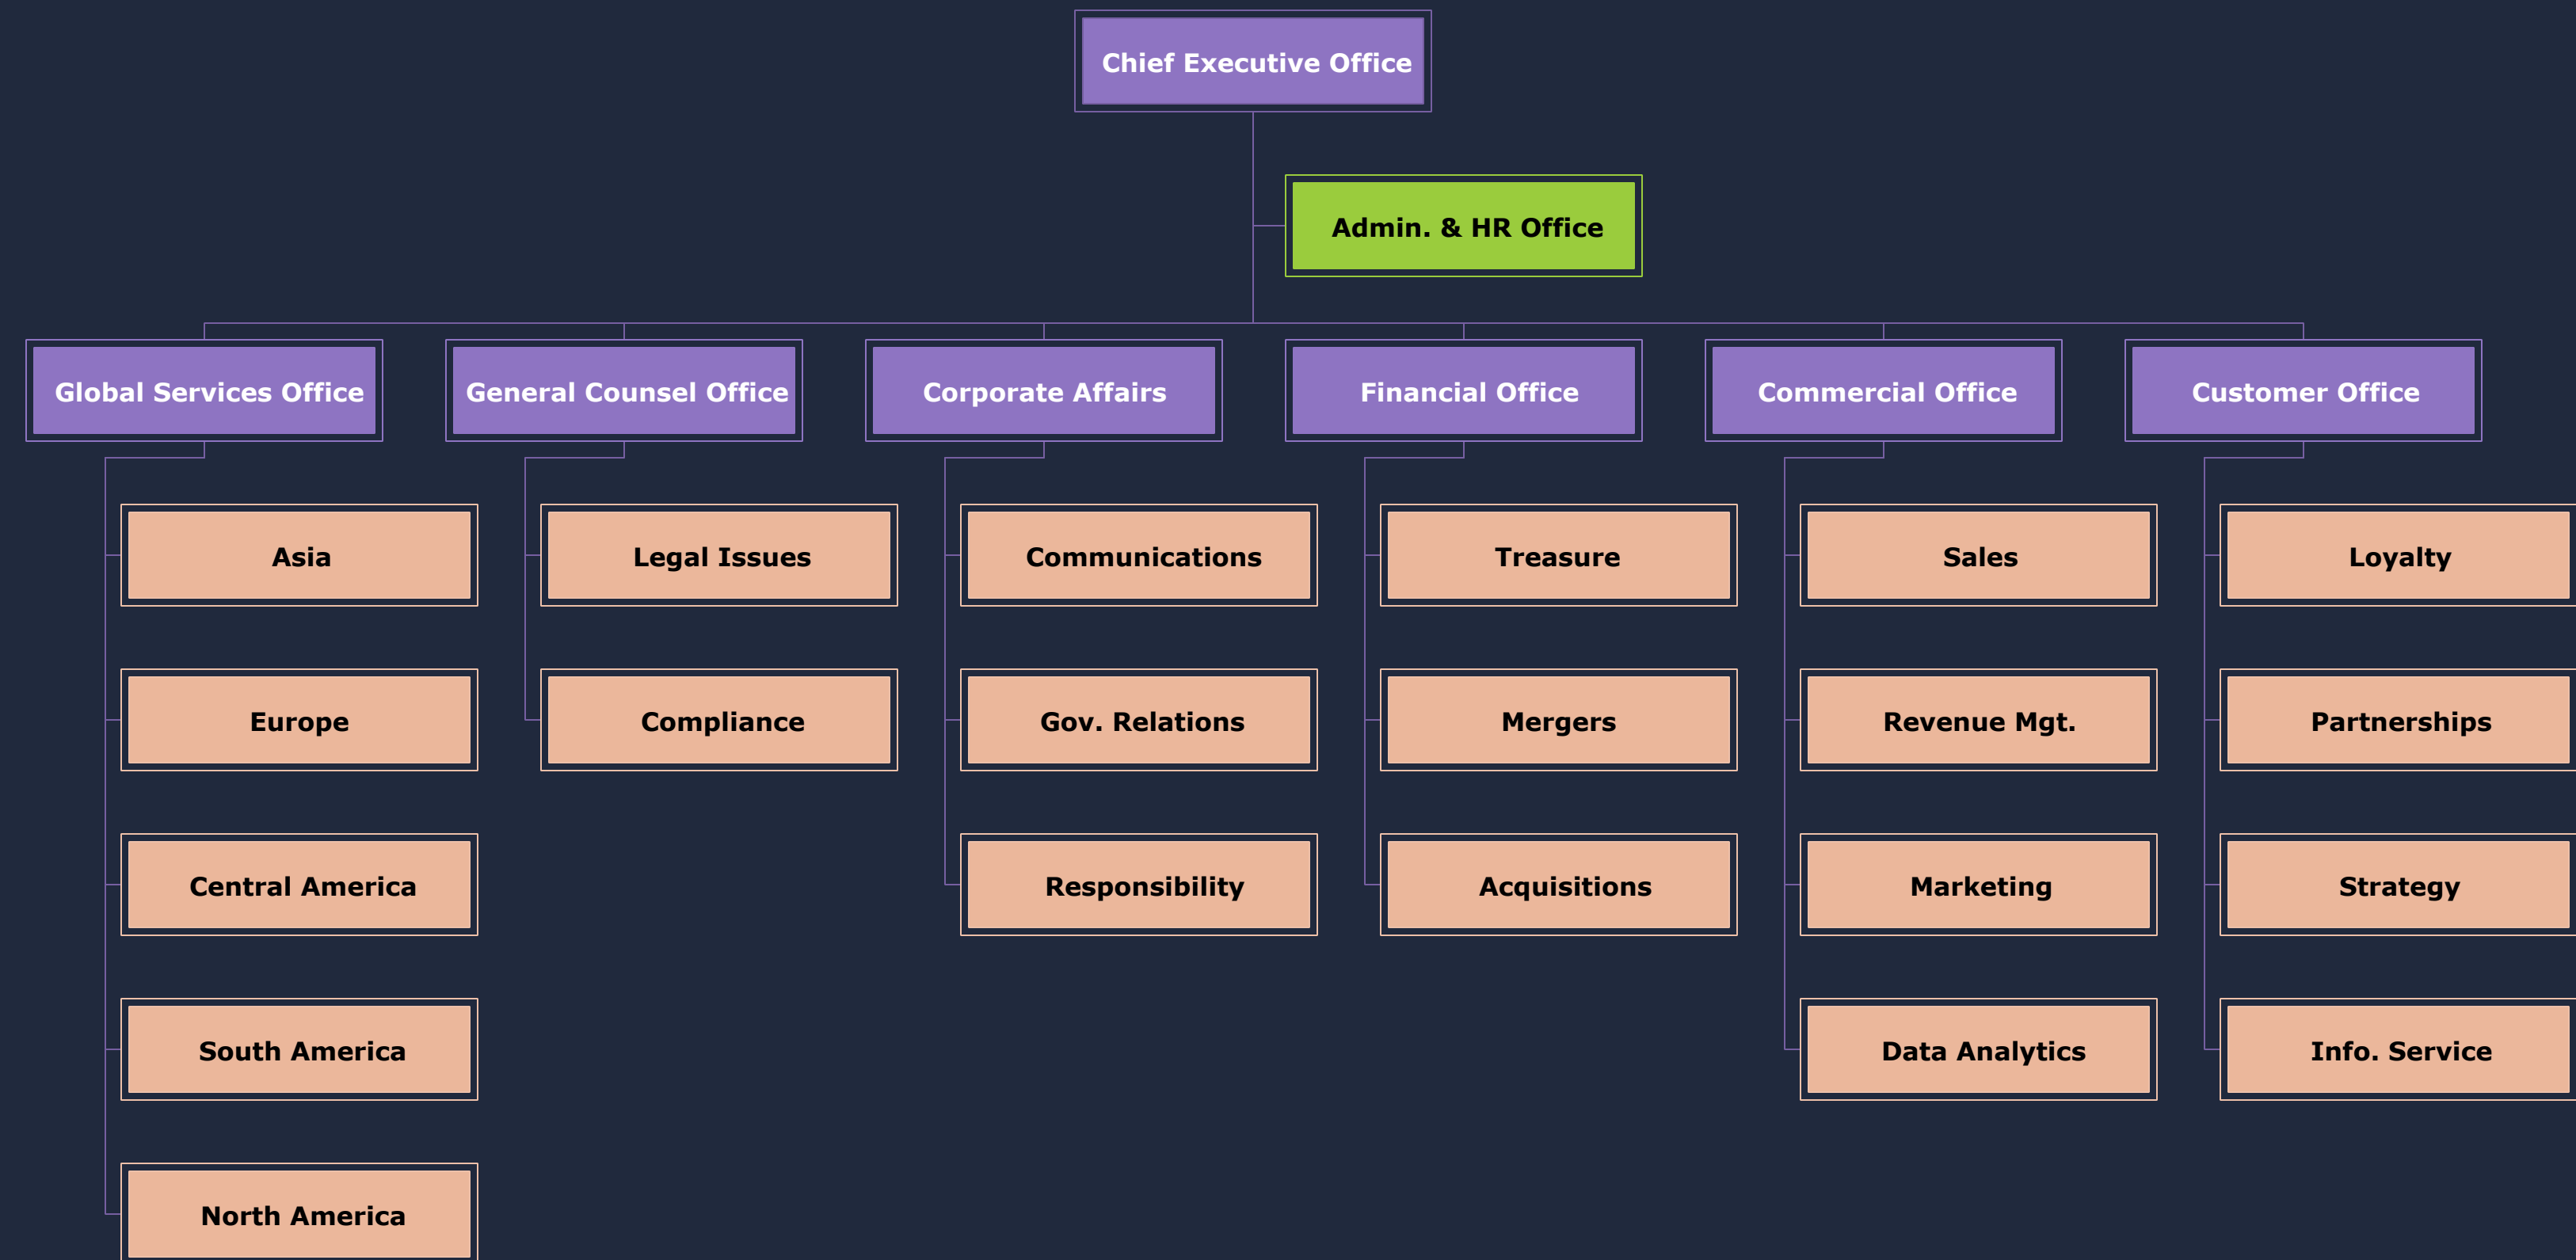 Chief Executive Office
Admin. & HR Office
Global Services Office
General Counsel Office
Corporate Affairs
Financial Office
Commercial Office
Customer Office
Asia
Legal Issues
Communications
Treasure
Sales
Loyalty
Europe
Compliance
Gov. Relations
Mergers
Revenue Mgt.
Partnerships
Central America
Responsibility
Acquisitions
Marketing
Strategy
South America
Data Analytics
Info. Service
North America